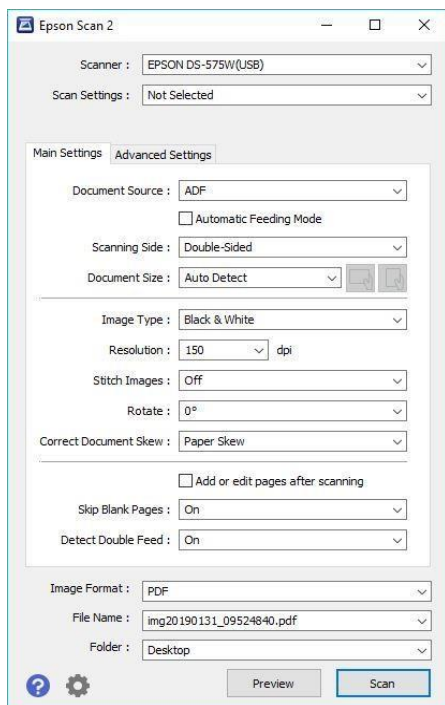 Epson Scan 2
Scanner : EPSON DS-575W(USB)
Scan Settings : Not Selected
Main Settings Advanced Settings
Document Source : ADF
Automatic Feeding Mode
Scanning Side : Double-Sided
Document Size : Auto Detect
Image Type : Black & White
Resolution : 150 dpi
Stitch Images : Off
Rotate : 0°
Correct Document Skew : Paper Skew
Add or edit pages after scanning
Skip Blank Pages : On
Detect Double Feed : On
Image Format : PDF
File Name : img20190131_09524840.pdf
Folder : Desktop
? Preview Scan